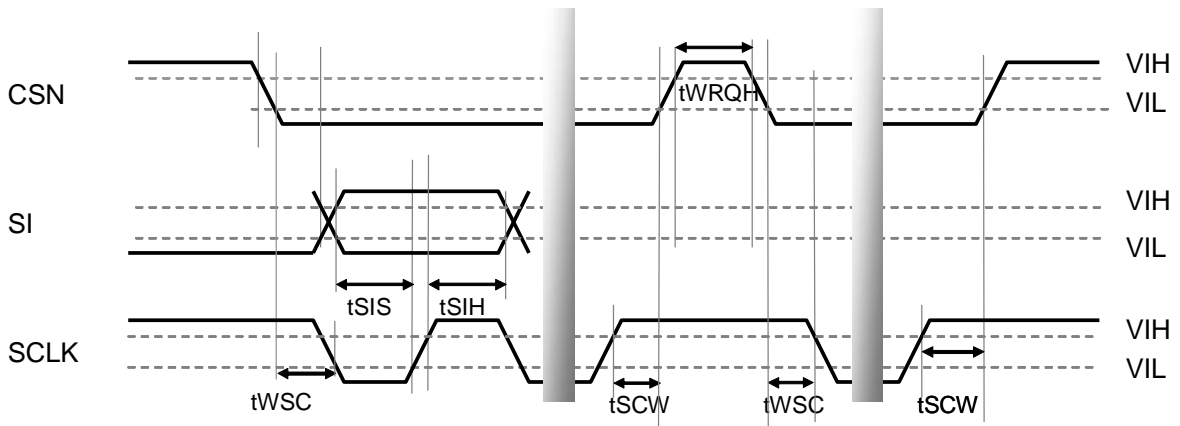 VIH
CSN
tWRQH
VIL
VIH
SI
VIL
tSIS
tSIH
VIH
SCLK
VIL
tWSC
tSCW
tWSC
tSCW